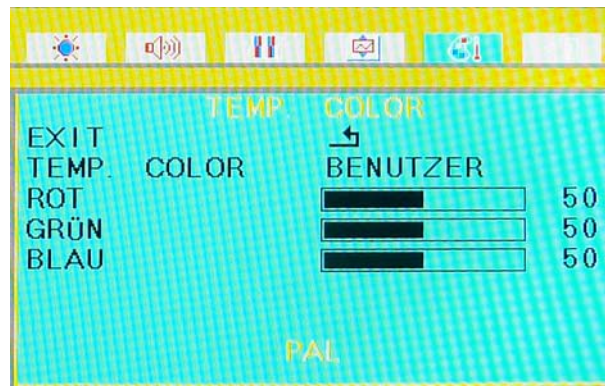 TEMP. COLOR
EXIT
TEMP. COLOR BENUTZER
ROT 50
GRÜN 50
BLAU 50
PAL